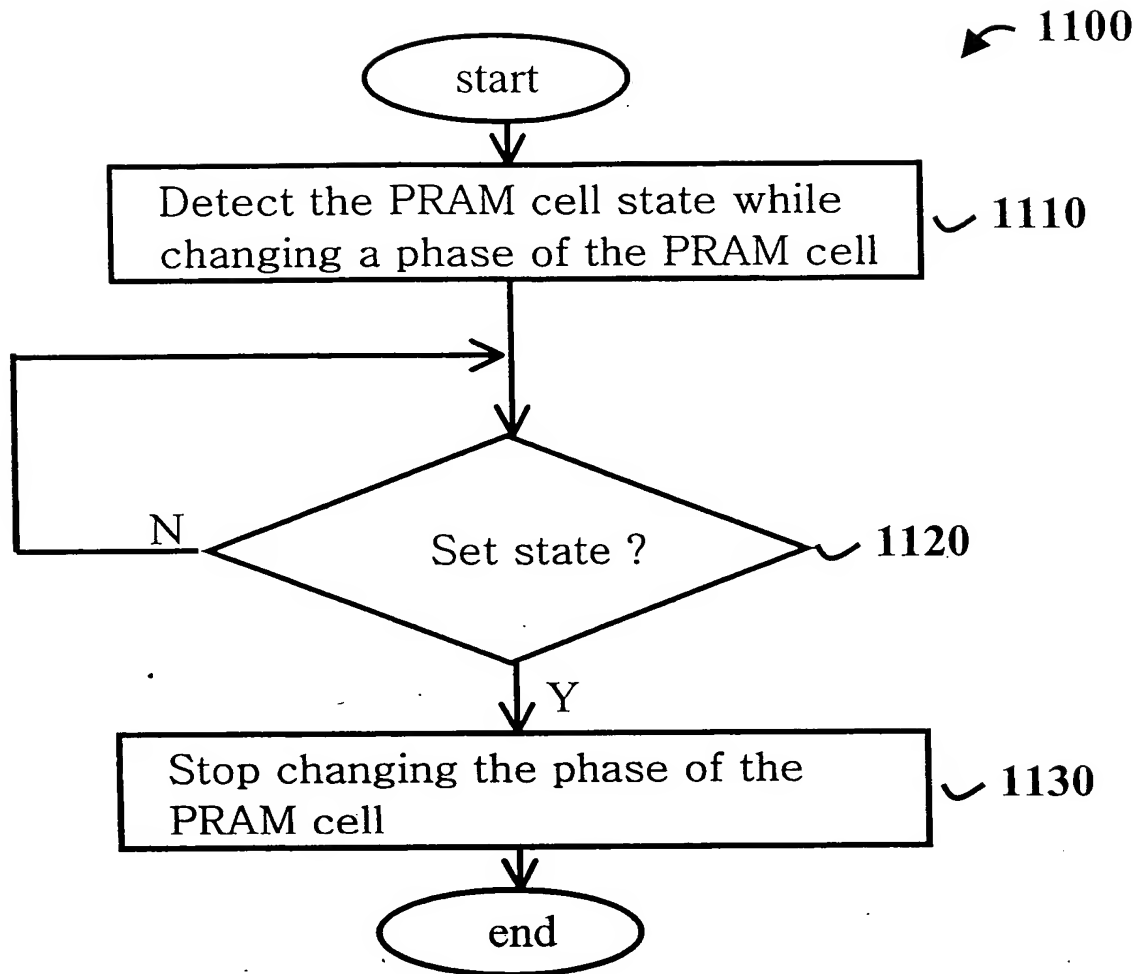 1100
start
Detect the PRAM cell state while
changing a phase of the PRAM cell
1110
N
Set state ?
1120
Y
Stop changing the phase of the
PRAM cell
1130
end